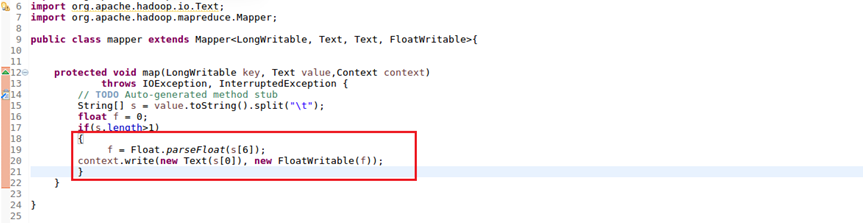 6 import org.apache.hadoop.io.Text;
7 import org.apache.hadoop.mapreduce.Mapper;
8
9 public class mapper extends Mapper<LongWritable, Text, Text, FloatWritable>{
10
11
12 protected void map(LongWritable key, Text value,Context context)
13 throws IOException, InterruptedException {
14 // TODO Auto-generated method stub
15 String[] s = value.toString().split("\t");
16 float f = 0;
17 if(s.length>1)
18 {
19 f = Float.parseFloat(s[6]);
20 context.write(new Text(s[0]), new FloatWritable(f));
21 }
22 }
23
24 }
25